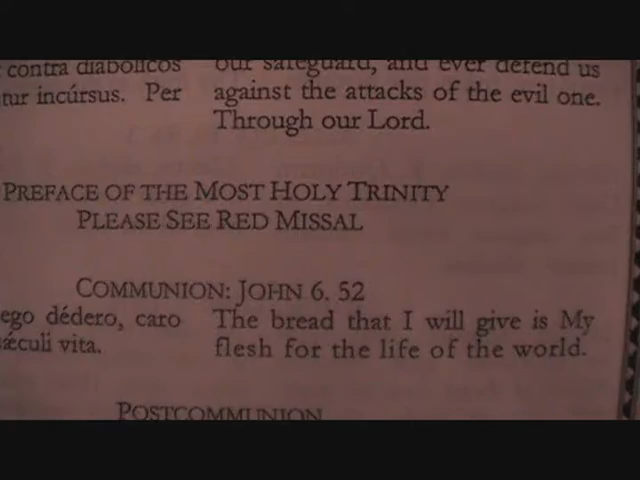 contra diabolicos our safeguard, and ever defend us
tur incúrsus. Per against the attacks of the evil one.
Through our Lord.
PREFACE OF THE MOST HOLY TRINITY
PLEASE SEE RED MISSAL
COMMUNION: JOHN 6. 52
ego dédero, caro The bread that I will give is My
sǽculi vita. flesh for the life of the world.
POSTCOMMUNION